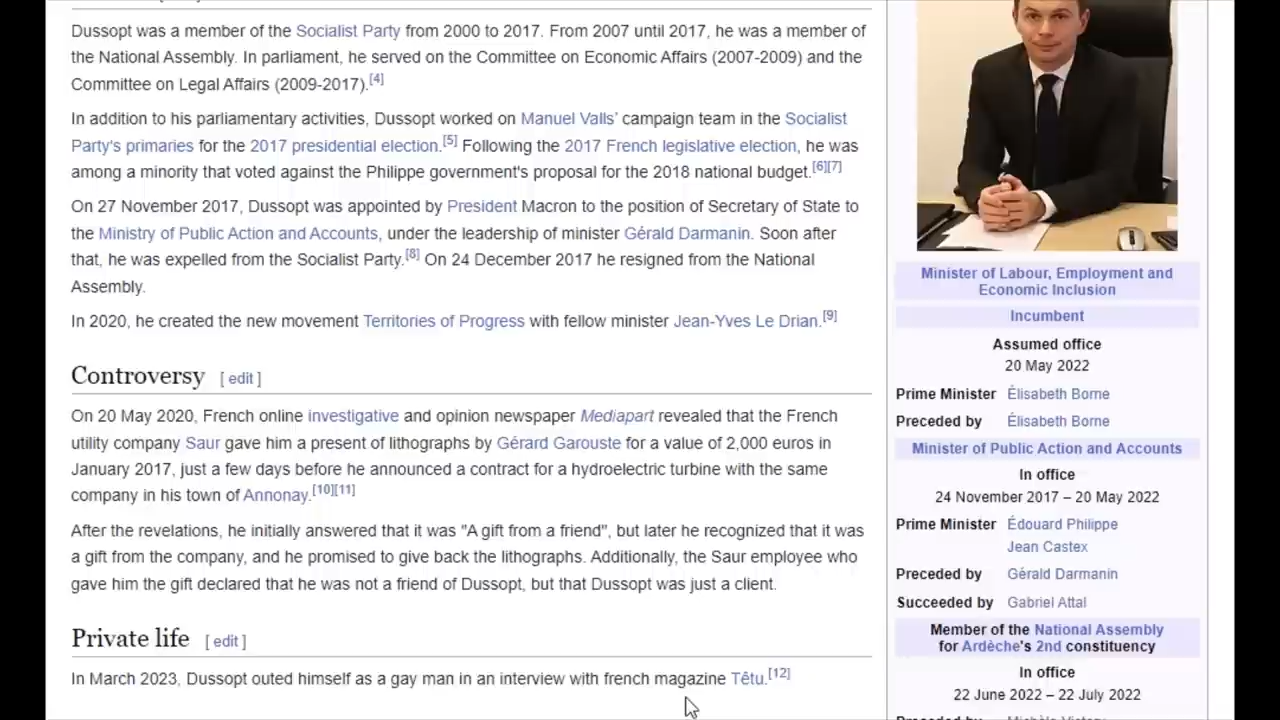 Dussopt was a member of the Socialist Party from 2000 to 2017. From 2007 until 2017, he was a member of
the National Assembly. In parliament, he served on the Committee on Economic Affairs (2007-2009) and the
Committee on Legal Affairs (2009-2017).[4]
In addition to his parliamentary activities, Dussopt worked on Manuel Valls' campaign team in the Socialist
Party's primaries for the 2017 presidential election.[5] Following the 2017 French legislative election, he was
among a minority that voted against the Philippe government's proposal for the 2018 national budget.[6][7]
On 27 November 2017, Dussopt was appointed by President Macron to the position of Secretary of State to
the Ministry of Public Action and Accounts, under the leadership of minister Gérald Darmanin. Soon after
that, he was expelled from the Socialist Party.[8] On 24 December 2017 he resigned from the National
Assembly.
In 2020, he created the new movement Territories of Progress with fellow minister Jean-Yves Le Drian.[9]
Controversy [ edit ]
On 20 May 2020, French online investigative and opinion newspaper Mediapart revealed that the French
utility company Saur gave him a present of lithographs by Gérard Garouste for a value of 2,000 euros in
January 2017, just a few days before he announced a contract for a hydroelectric turbine with the same
company in his town of Annonay.[10][11]
After the revelations, he initially answered that it was "A gift from a friend", but later he recognized that it was
a gift from the company, and he promised to give back the lithographs. Additionally, the Saur employee who
gave him the gift declared that he was not a friend of Dussopt, but that Dussopt was just a client.
Private life [ edit ]
In March 2023, Dussopt outed himself as a gay man in an interview with french magazine Têtu.[12]
Minister of Labour, Employment and
Economic Inclusion
Incumbent
Assumed office
20 May 2022
Prime Minister Élisabeth Borne
Preceded by Élisabeth Borne
Minister of Public Action and Accounts
In office
24 November 2017 – 20 May 2022
Prime Minister Édouard Philippe
Jean Castex
Preceded by Gérald Darmanin
Succeeded by Gabriel Attal
Member of the National Assembly
for Ardèche's 2nd constituency
In office
22 June 2022 – 22 July 2022